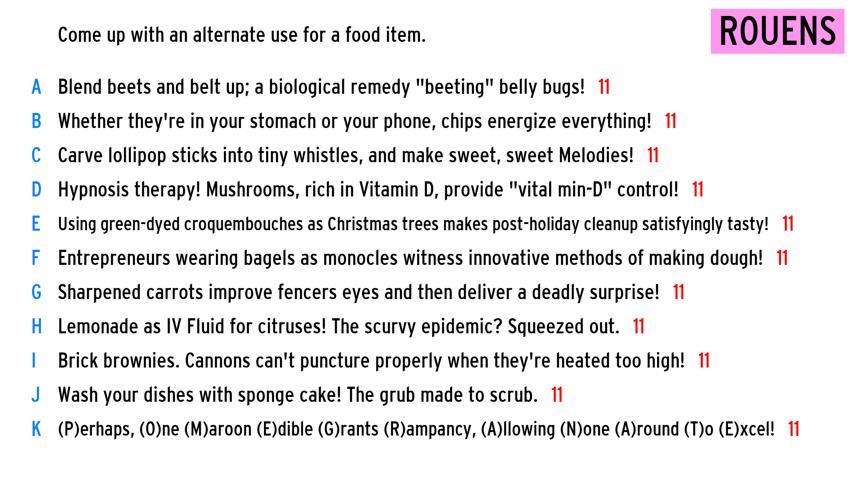 Come up with an alternate use for a food item.
ROUENS
A Blend beets and belt up; a biological remedy "beeting" belly bugs! 11
B Whether they're in your stomach or your phone, chips energize everything! 11
C Carve lollipop sticks into tiny whistles, and make sweet, sweet Melodies! 11
D Hypnosis therapy! Mushrooms, rich in Vitamin D, provide "vital min-D" control! 11
E Using green-dyed croquembouches as Christmas trees makes post-holiday cleanup satisfyingly tasty! 11
F Entrepreneurs wearing bagels as monocles witness innovative methods of making dough! 11
G Sharpened carrots improve fencers eyes and then deliver a deadly surprise! 11
H Lemonade as IV Fluid for citruses! The scurvy epidemic? Squeezed out. 11
I Brick brownies. Cannons can't puncture properly when they're heated too high! 11
J Wash your dishes with sponge cake! The grub made to scrub. 11
K (P)erhaps, (O)ne (M)aroon (E)dible (G)rants (R)ampancy, (A)llowing (N)one (A)round (T)o (E)xcel! 11